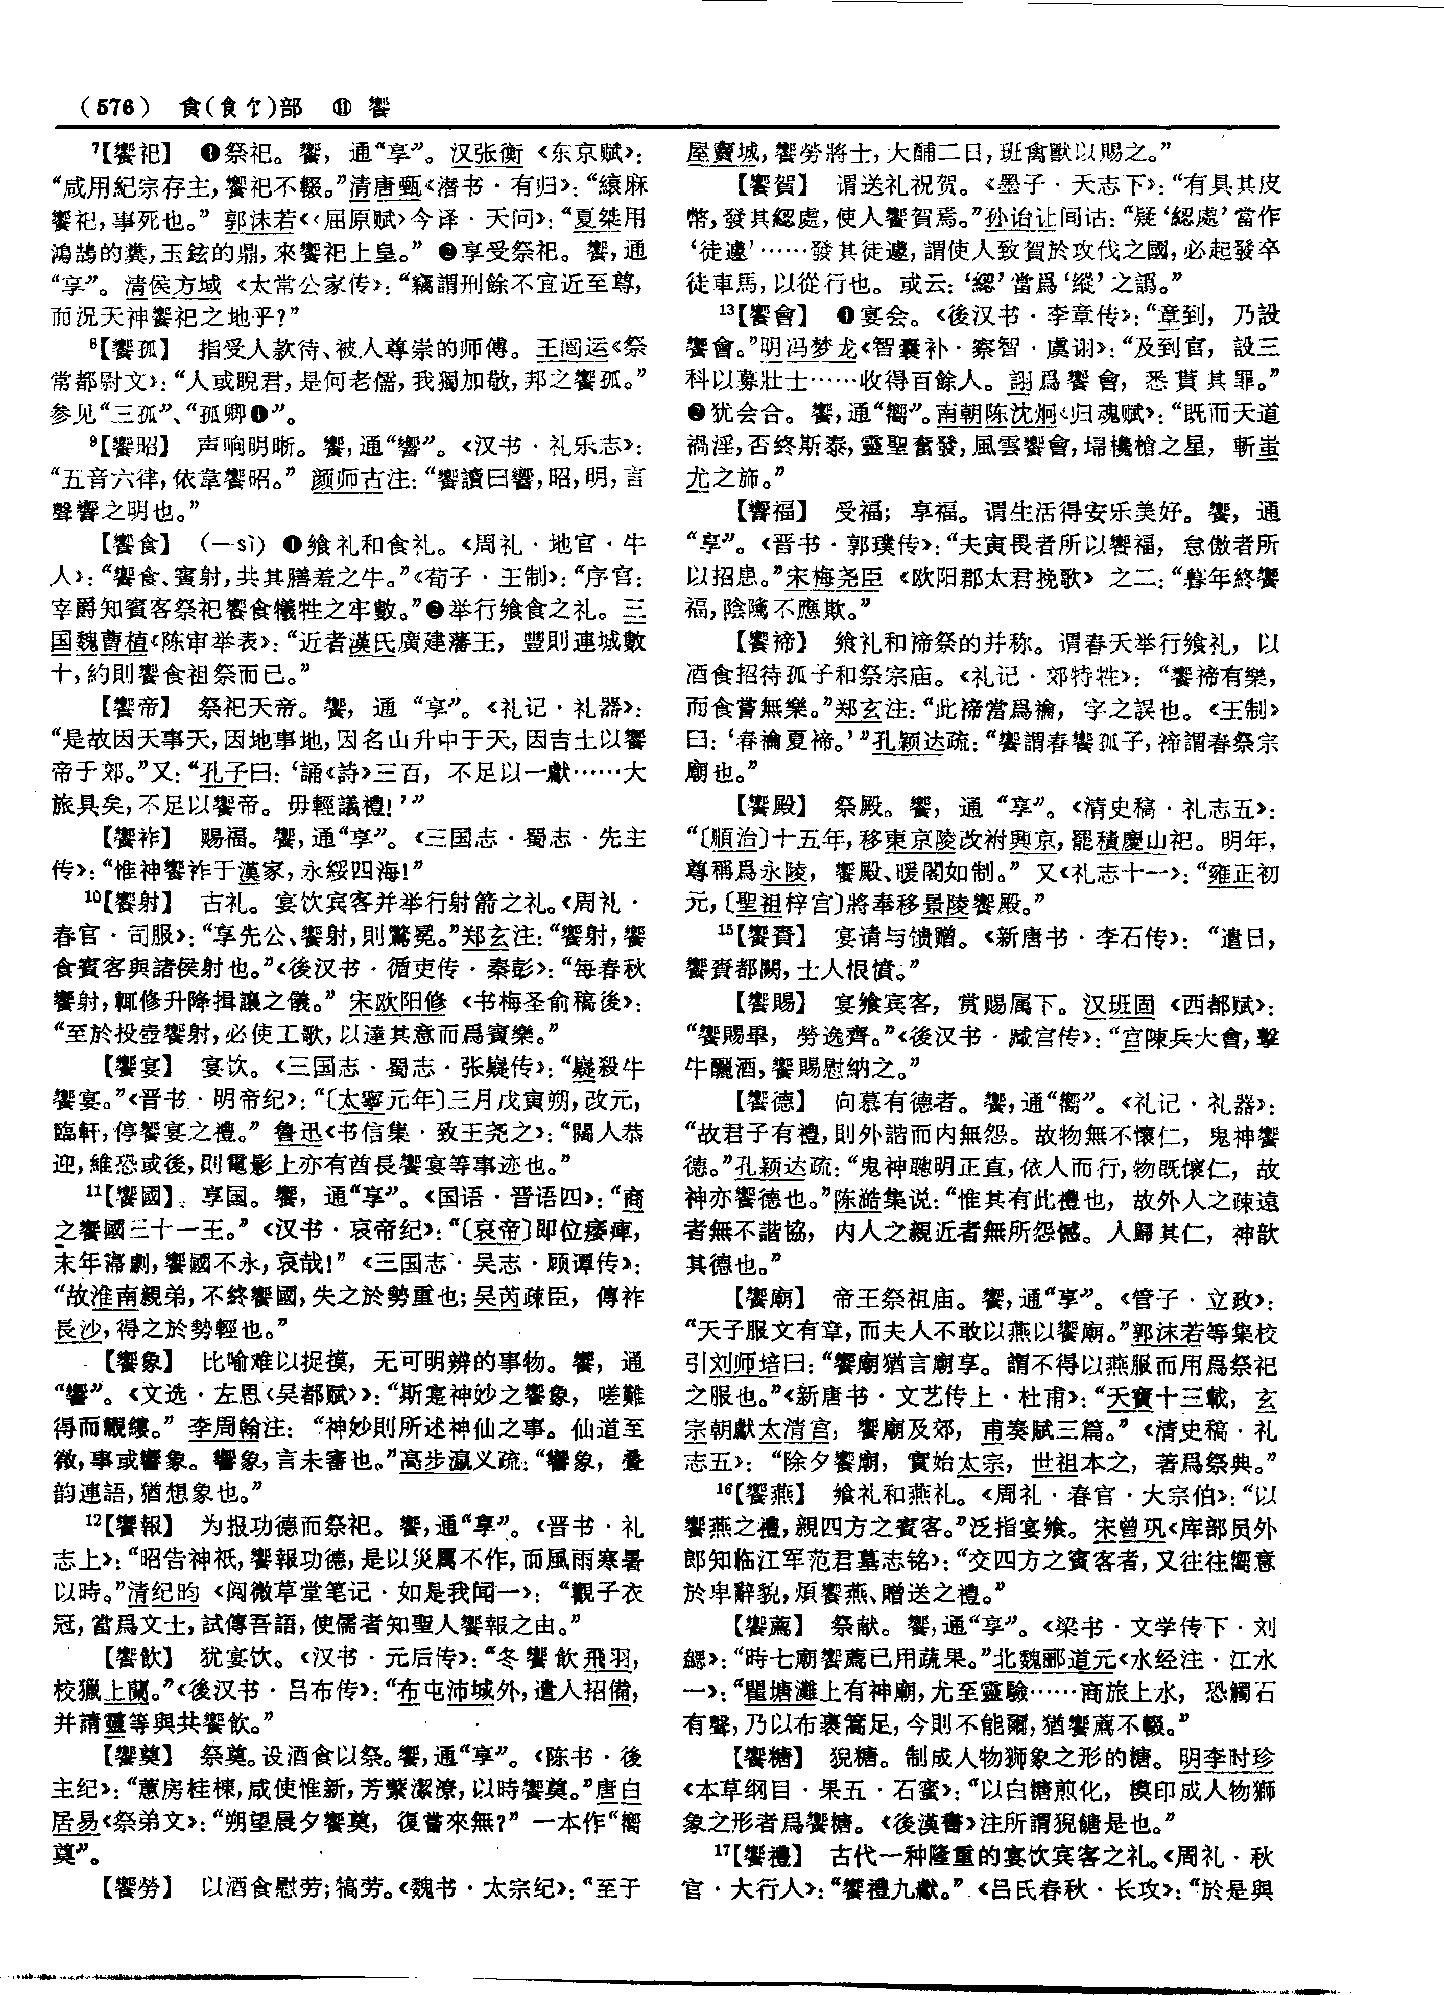 （576） 食(飠饣)部 ⑪ 饗
⁷【饗祀】 ❶祭祀。饗，通“享”。汉张衡《东京赋》：
“咸用紀宗存主，饗祀不輟。”清唐甄《潜书·有归》：“縗麻
饗祀，事死也。” 郭沫若《〈屈原赋〉今译·天问》：“夏桀用
鴻鵠的羹，玉鉉的鼎，來饗祀上皇。” ❷享受祭祀。饗，通
“享”。清侯方域《太常公家传》：“竊謂刑餘不宜近至尊，
而況天神饗祀之地乎？”
⁸【饗孤】 指受人款待、被人尊崇的师傅。王闿运《祭
常都尉文》：“人或睨君，是何老儒，我獨加敬，邦之饗孤。”
参见“三孤”、“孤卿❶”。
⁹【饗昭】 声响明晰。饗，通“響”。《汉书·礼乐志》：
“五音六律，依韋饗昭。” 颜师古注：“饗讀曰響，昭，明，言
聲響之明也。”
【饗食】（—sì）❶飨礼和食礼。《周礼·地官·牛
人》：“饗食、賓射，共其膳羞之牛。”《荀子·王制》：“序官：
宰爵知賓客祭祀饗食犧牲之牢數。”❷举行飨食之礼。三
国魏曹植《陈审举表》：“近者漢氏廣建藩王，豐則連城數
十，約則饗食祖祭而已。”
【饗帝】 祭祀天帝。饗，通“享”。《礼记·礼器》：
“是故因天事天，因地事地，因名山升中于天，因吉土以饗
帝于郊。”又：“孔子曰：‘誦《詩》三百，不足以一獻……大
旅具矣，不足以饗帝。毋輕議禮！’”
【饗祚】 赐福。饗，通“享”。《三国志·蜀志·先主
传》：“惟神饗祚于漢家，永綏四海！”
¹⁰【饗射】 古礼。宴饮宾客并举行射箭之礼。《周礼·
春官·司服》：“享先公、饗射，則鷩冕。”郑玄注：“饗射，饗
食賓客與諸侯射也。”《後汉书·循吏传·秦彭》：“每春秋
饗射，輒修升降揖讓之儀。” 宋欧阳修《书梅圣俞稿後》：
“至於投壺饗射，必使工歌，以達其意而爲賓樂。”
【饗宴】 宴饮。《三国志·蜀志·张嶷传》：“嶷殺牛
饗宴。”《晋书·明帝纪》：“〔太寧元年〕三月戊寅朔，改元，
臨軒，停饗宴之禮。” 鲁迅《书信集·致王尧之》：“閩人恭
迎，維恐或後，則電影上亦有酋長饗宴等事迹也。”
¹¹【饗國】 享国。饗，通“享”。《国语·晋语四》：“商
之饗國三十一王。”《汉书·哀帝纪》：“〔哀帝〕即位痿痺，
末年寖劇，饗國不永，哀哉！”《三国志·吴志·顾谭传》：
“故淮南親弟，不終饗國，失之於勢重也；吴芮疎臣，傳祚
長沙，得之於勢輕也。”
【饗象】 比喻难以捉摸，无可明辨的事物。饗，通
“響”。《文选·左思〈吴都赋〉》：“斯寔神妙之饗象，嗟難
得而覼縷。” 李周翰注：“神妙則所述神仙之事。仙道至
微，事或響象。響象，言未審也。”高步瀛义疏：“響象，疊
韵連語，猶想象也。”
¹²【饗報】 为报功德而祭祀。饗，通“享”。《晋书·礼
志上》：“昭告神祇，饗報功德，是以災厲不作，而風雨寒暑
以時。”清纪昀《阅微草堂笔记·如是我闻一》：“觀子衣
冠，當爲文士，試傳吾語，使儒者知聖人饗報之由。”
【饗飲】 犹宴饮。《汉书·元后传》：“冬饗飲飛羽，
校獵上蘭。”《後汉书·吕布传》：“布屯沛城外，遣人招備，
并請靈等與共饗飲。”
【饗奠】 祭奠。设酒食以祭。饗，通“享”。《陈书·後
主纪》：“蕙房桂棟，咸使惟新，芳蘩潔潦，以時饗奠。”唐白
居易《祭弟文》：“朔望晨夕饗奠，復嘗來無？” 一本作“嚮
奠”。
【饗勞】 以酒食慰劳；犒劳。《魏书·太宗纪》：“至于
屋竇城，饗勞將士，大酺二日，班禽獸以賜之。”
【饗賀】 谓送礼祝贺。《墨子·天志下》：“有具其皮
幣，發其緫處，使人饗賀焉。”孙诒让间诂：“疑‘緫處’當作
‘徒遽’……發其徒遽，謂使人致賀於攻伐之國，必起發卒
徒車馬，以從行也。或云：‘緫’當爲‘縱’之譌。”
¹³【饗會】 ❶宴会。《後汉书·李章传》：“章到，乃設
饗會。”明冯梦龙《智囊补·察智·虞诩》：“及到官，設三
科以募壯士……收得百餘人。詡爲饗會，悉貰其罪。”
❷犹会合。饗，通“嚮”。南朝陈沈炯《归魂赋》：“既而天道
禍淫，否終斯泰，靈聖奮發，風雲饗會，埽欃槍之星，斬蚩
尤之旆。”
【饗福】 受福；享福。谓生活得安乐美好。饗，通
“享”。《晋书·郭璞传》：“夫寅畏者所以饗福，怠傲者所
以招患。”宋梅尧臣《欧阳郡太君挽歌》之二：“暮年終饗
福，陰隲不應欺。”
【饗禘】 飨礼和禘祭的并称。谓春天举行飨礼，以
酒食招待孤子和祭宗庙。《礼记·郊特牲》：“饗禘有樂，
而食嘗無樂。”郑玄注：“此禘當爲禴，字之誤也。《王制》
曰：‘春禴夏禘。’”孔颖达疏：“饗謂春饗孤子，禘謂春祭宗
廟也。”
【饗殿】 祭殿。饗，通“享”。《清史稿·礼志五》：
“〔順治〕十五年，移東京陵改祔興京，罷積慶山祀。明年，
尊稱爲永陵，饗殿、暖閣如制。” 又《礼志十一》：“雍正初
元，〔聖祖梓宫〕將奉移景陵饗殿。”
¹⁵【饗賚】 宴请与馈赠。《新唐书·李石传》：“遣日，
饗賚都闕，士人恨憤。”
【饗賜】 宴飨宾客，赏赐属下。汉班固《西都赋》：
“饗賜畢，勞逸齊。”《後汉书·臧宫传》：“宫陳兵大會，擊
牛釃酒，饗賜慰納之。”
【饗德】 向慕有德者。饗，通“嚮”。《礼记·礼器》：
“故君子有禮，則外諧而内無怨。故物無不懷仁，鬼神饗
德。”孔颖达疏：“鬼神聰明正直，依人而行，物既懷仁，故
神亦饗德也。”陈澔集说：“惟其有此禮也，故外人之疎遠
者無不諧協，内人之親近者無所怨憾。人歸其仁，神歆
其德也。”
【饗廟】 帝王祭祖庙。饗，通“享”。《管子·立政》：
“天子服文有章，而夫人不敢以燕以饗廟。”郭沫若等集校
引刘师培曰：“饗廟猶言廟享。謂不得以燕服而用爲祭祀
之服也。”《新唐书·文艺传上·杜甫》：“天寶十三載，玄
宗朝獻太清宫，饗廟及郊，甫奏賦三篇。”《清史稿·礼
志五》：“除夕饗廟，實始太宗，世祖本之，著爲祭典。”
¹⁶【饗燕】 飨礼和燕礼。《周礼·春官·大宗伯》：“以
饗燕之禮，親四方之賓客。”泛指宴飨。宋曾巩《库部员外
郎知临江军范君墓志铭》：“交四方之賓客者，又往往嚮意
於卑辭貌，煩饗燕、贈送之禮。”
【饗薦】 祭献。饗，通“享”。《梁书·文学传下·刘
勰》：“時七廟饗薦已用蔬果。”北魏郦道元《水经注·江水
一》：“瞿塘灘上有神廟，尤至靈驗……商旅上水，恐觸石
有聲，乃以布裹篙足，今則不能爾，猶饗薦不輟。”
【饗糖】 猊糖。制成人物狮象之形的糖。明李时珍
《本草纲目·果五·石蜜》：“以白糖煎化，模印成人物獅
象之形者爲饗糖。《後漢書》注所謂猊餹是也。”
¹⁷【饗禮】 古代一种隆重的宴饮宾客之礼。《周礼·秋
官·大行人》：“饗禮九獻。”《吕氏春秋·长攻》：“於是與